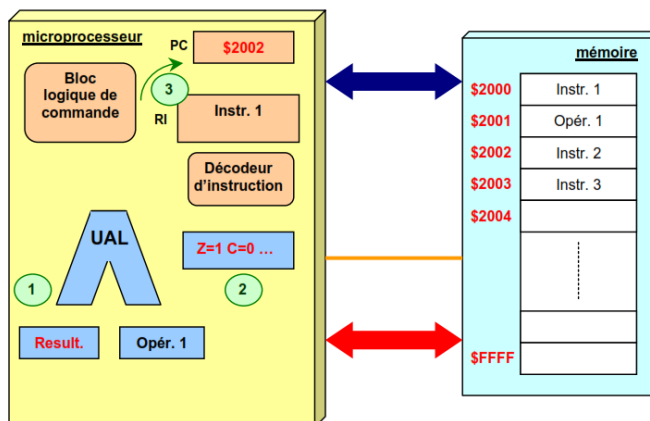 microprocesseur
PC
$2002
Bloc
logique de
commande
3
RI
Instr. 1
Décodeur
d'instruction
UAL
Z=1 C=0 ...
1
2
Result.
Opér. 1
mémoire
$2000 Instr. 1
$2001 Opér. 1
$2002 Instr. 2
$2003 Instr. 3
$2004
$FFFF